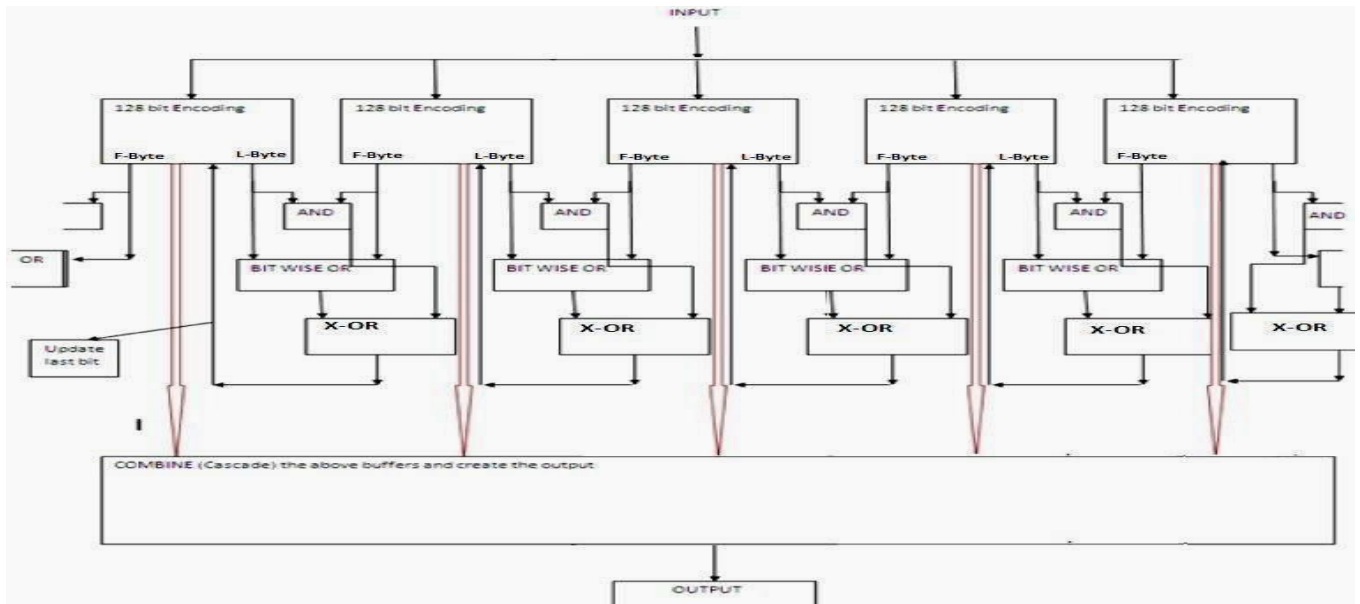 INPUT
128 bit Encoding 128 bit Encoding 128 bit Encoding 128 bit Encoding 128 bit Encoding
F-Byte L-Byte F-Byte L-Byte F-Byte L-Byte F-Byte L-Byte F-Byte
AND AND AND AND AND
OR BIT WISE OR BIT WISE OR BIT WISIE OR BIT WISE OR
X-OR X-OR X-OR X-OR X-OR
Update
last bit
I
COMBINE (Cascade) the above buffers and create the output
OUTPUT